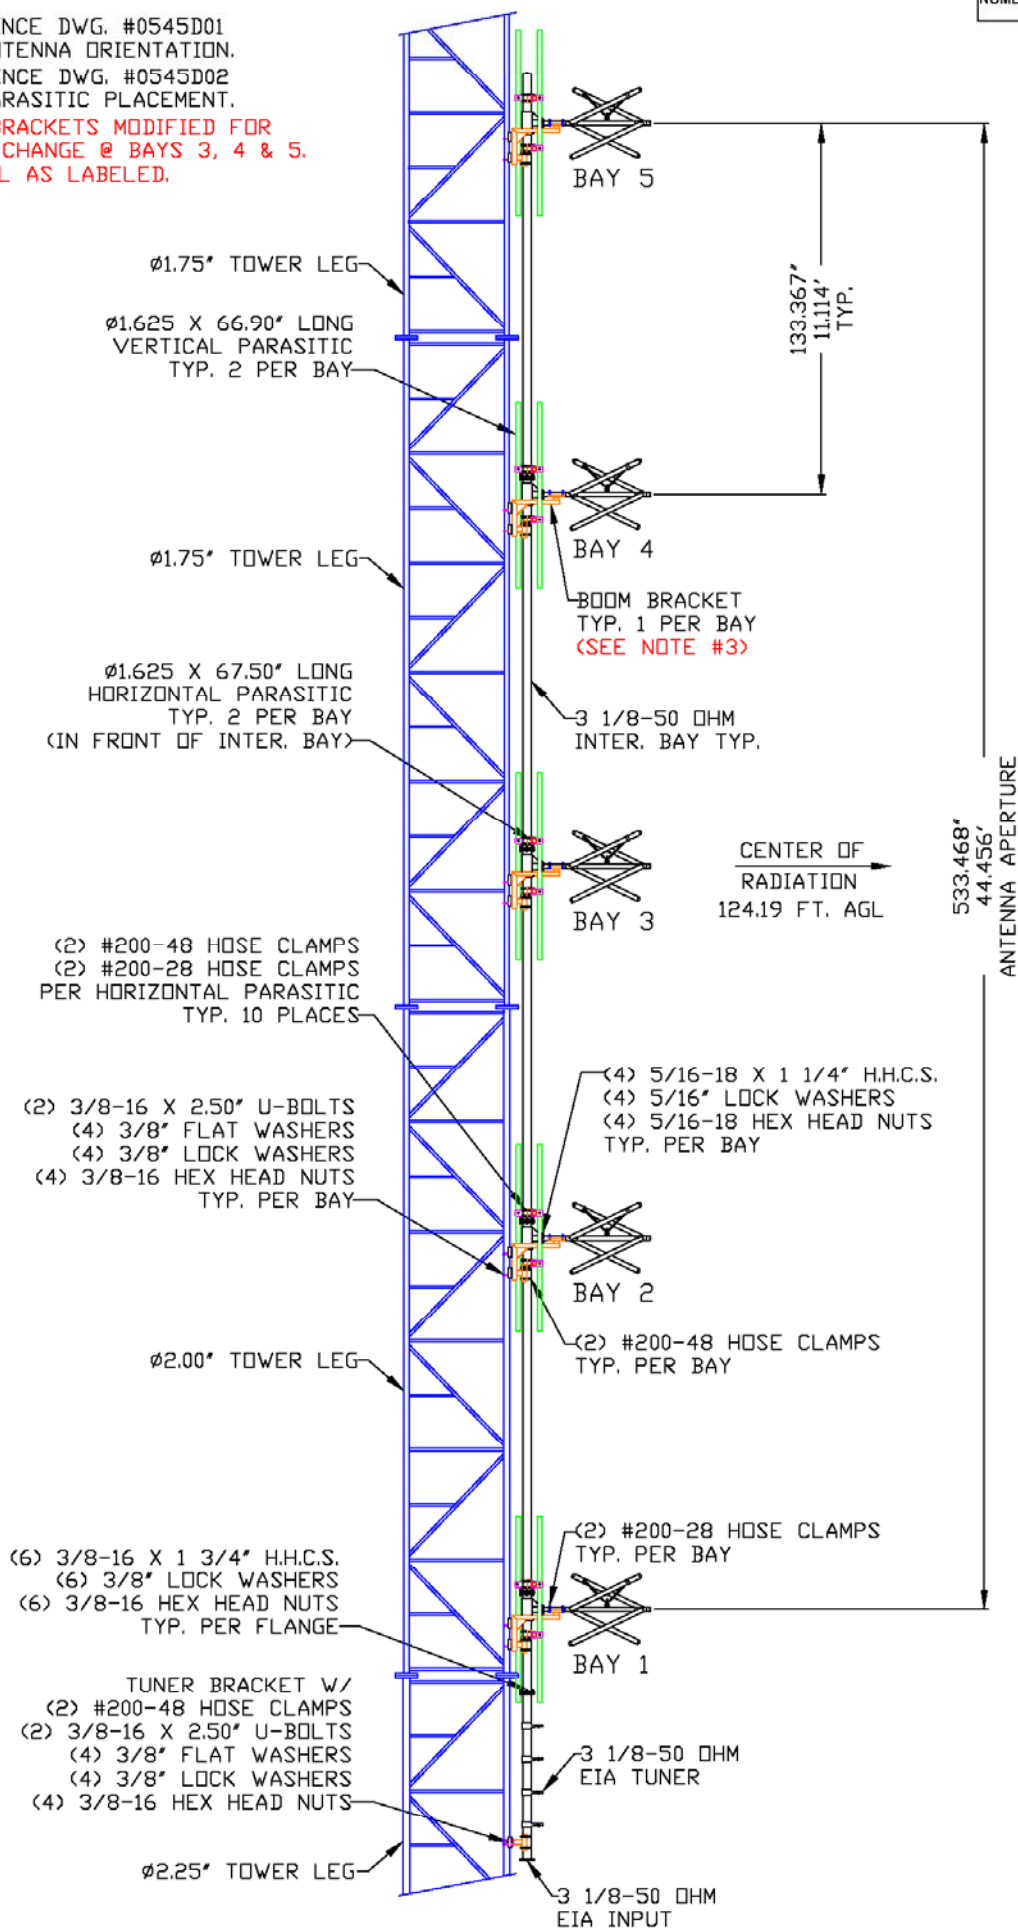 ENCE DWG. #0545D01
NTENNA ORIENTATION.
ENCE DWG. #0545D02
ARASITIC PLACEMENT.
BRACKETS MODIFIED FOR
CHANGE @ BAYS 3, 4 & 5.
L AS LABELED.
BAY 5
133.367"
11.114'
TYP.
ø1.75" TOWER LEG
ø1.625 X 66.90" LONG
VERTICAL PARASITIC
TYP. 2 PER BAY
BAY 4
ø1.75" TOWER LEG
BOOM BRACKET
TYP. 1 PER BAY
(SEE NOTE #3)
ø1.625 X 67.50" LONG
HORIZONTAL PARASITIC
TYP. 2 PER BAY
(IN FRONT OF INTER. BAY)
3 1/8-50 OHM
INTER. BAY TYP.
BAY 3
CENTER OF
RADIATION
124.19 FT. AGL
533.468"
44.456'
ANTENNA APERTURE
(2) #200-48 HOSE CLAMPS
(2) #200-28 HOSE CLAMPS
PER HORIZONTAL PARASITIC
TYP. 10 PLACES
(4) 5/16-18 X 1 1/4" H.H.C.S.
(4) 5/16" LOCK WASHERS
(4) 5/16-18 HEX HEAD NUTS
TYP. PER BAY
(2) 3/8-16 X 2.50" U-BOLTS
(4) 3/8" FLAT WASHERS
(4) 3/8" LOCK WASHERS
(4) 3/8-16 HEX HEAD NUTS
TYP. PER BAY
BAY 2
(2) #200-48 HOSE CLAMPS
TYP. PER BAY
ø2.00" TOWER LEG
(2) #200-28 HOSE CLAMPS
TYP. PER BAY
(6) 3/8-16 X 1 3/4" H.H.C.S.
(6) 3/8" LOCK WASHERS
(6) 3/8-16 HEX HEAD NUTS
TYP. PER FLANGE
BAY 1
TUNER BRACKET W/
(2) #200-48 HOSE CLAMPS
(2) 3/8-16 X 2.50" U-BOLTS
(4) 3/8" FLAT WASHERS
(4) 3/8" LOCK WASHERS
(4) 3/8-16 HEX HEAD NUTS
3 1/8-50 OHM
EIA TUNER
ø2.25" TOWER LEG
3 1/8-50 OHM
EIA INPUT